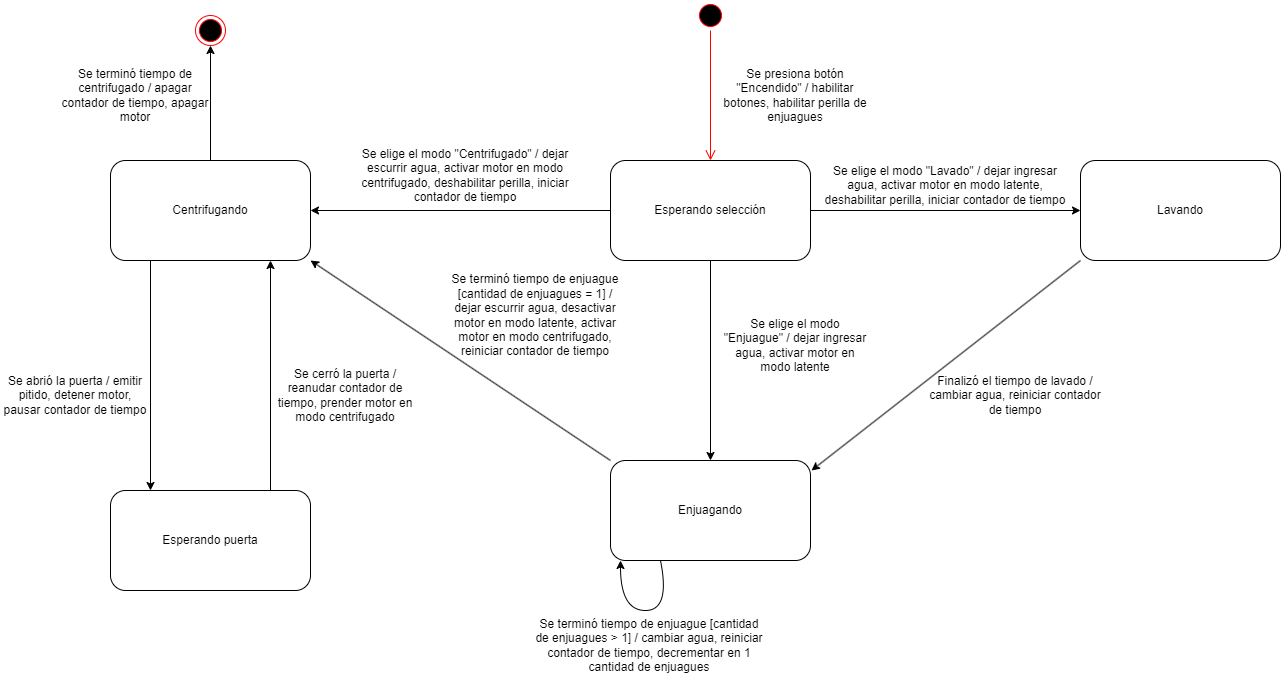 Se terminó tiempo de
centrifugado / apagar
contador de tiempo, apagar
motor
Se presiona botón
"Encendido" / habilitar
botones, habilitar perilla de
enjuagues
Se elige el modo "Centrifugado" / dejar
escurrir agua, activar motor en modo
centrifugado, deshabilitar perilla, iniciar
contador de tiempo
Se elige el modo "Lavado" / dejar ingresar
agua, activar motor en modo latente,
deshabilitar perilla, iniciar contador de tiempo
Centrifugando
Esperando selección
Lavando
Se terminó tiempo de enjuague
[cantidad de enjuagues = 1] /
dejar escurrir agua, desactivar
motor en modo latente, activar
motor en modo centrifugado,
reiniciar contador de tiempo
Se elige el modo
"Enjuague" / dejar ingresar
agua, activar motor en
modo latente
Se abrió la puerta / emitir
pitido, detener motor,
pausar contador de tiempo
Se cerró la puerta /
reanudar contador de
tiempo, prender motor en
modo centrifugado
Finalizó el tiempo de lavado /
cambiar agua, reiniciar contador
de tiempo
Enjuagando
Esperando puerta
Se terminó tiempo de enjuague [cantidad
de enjuagues > 1] / cambiar agua, reiniciar
contador de tiempo, decrementar en 1
cantidad de enjuagues